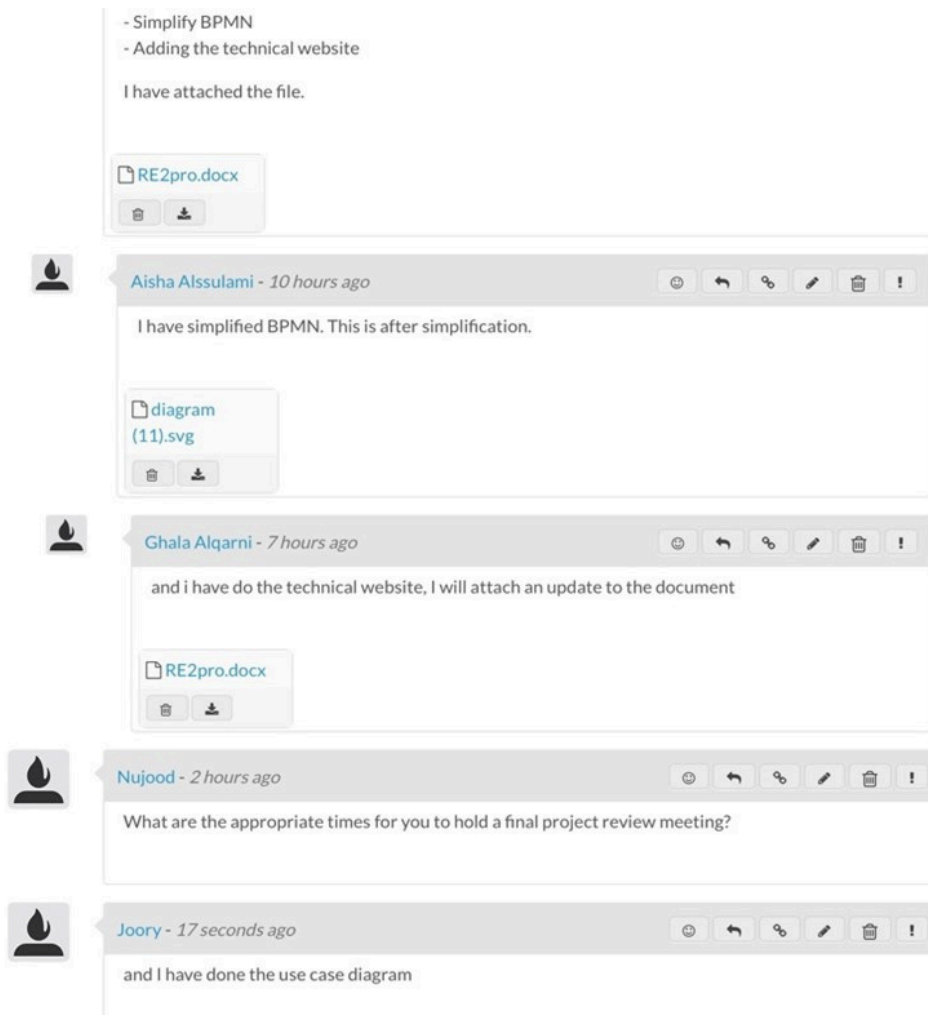 - Simplify BPMN
- Adding the technical website
I have attached the file.
RE2pro.docx
Aisha Alssulami - 10 hours ago
I have simplified BPMN. This is after simplification.
diagram
(11).svg
Ghala Alqarni - 7 hours ago
and i have do the technical website, I will attach an update to the document
RE2pro.docx
Nujood - 2 hours ago
What are the appropriate times for you to hold a final project review meeting?
Joory - 17 seconds ago
and I have done the use case diagram